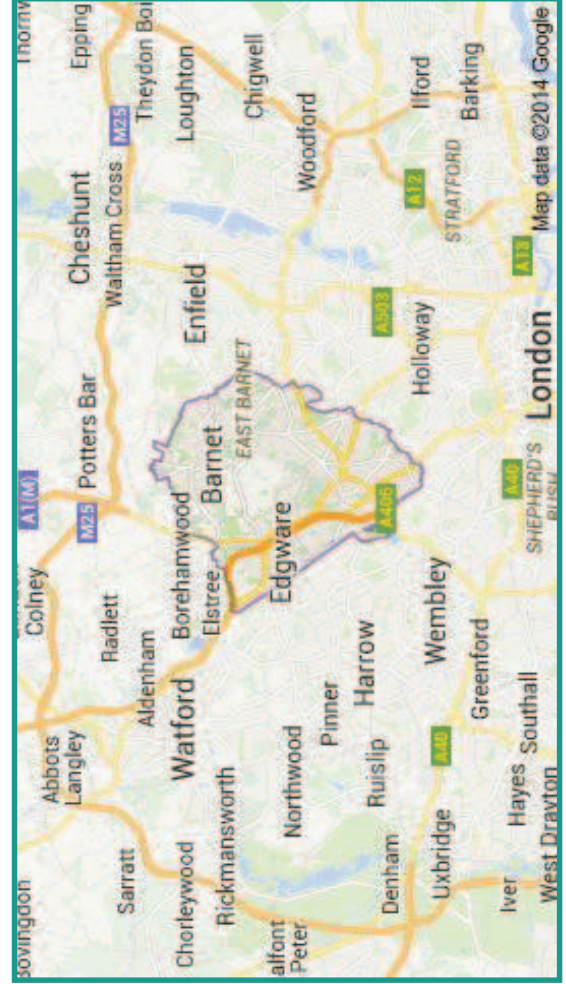 Bovingdon
Colney
A1(M)
Thornw
Abbots
Langley
Potters Bar
M25
Cheshunt
Epping
Radlett
Waltham Cross
M25
Sarratt
Aldenham
Theydon Boi
Chorleywood
Watford
Borehamwood
Enfield
Loughton
Rickmansworth
Elstree
Barnet
EAST BARNET
Chigwell
alfont
Peter
Northwood
Edgware
Woodford
Pinner
Harrow
Ruislip
A406
A503
Denham
Holloway
A12
Ilford
Uxbridge
A40
Wembley
STRATFORD
Barking
Greenford
Iver
Hayes
Southall
A40
A13
SHEPHERD'S
BUSH
London
West Drayton
Map data ©2014 Google